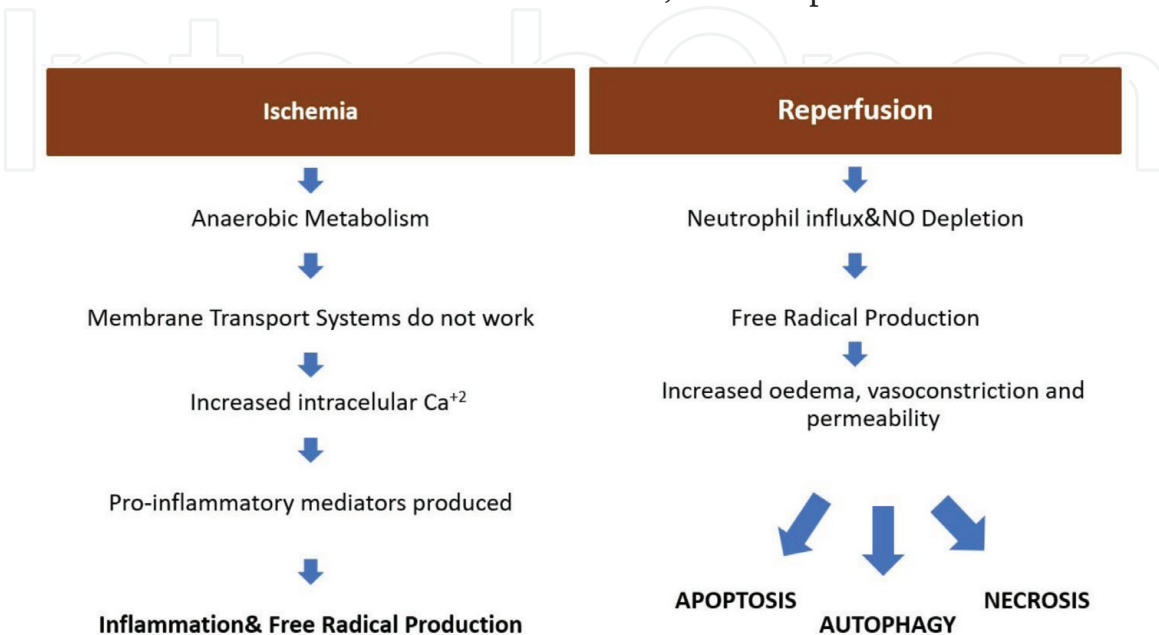 IntechOpen
Ischemia
Anaerobic Metabolism
Membrane Transport Systems do not work
Increased intracelular Ca+2
Pro-inflammatory mediators produced
Inflammation& Free Radical Production
Reperfusion
Neutrophil influx&NO Depletion
Free Radical Production
Increased oedema, vasoconstriction and
permeability
APOPTOSIS
AUTOPHAGY
NECROSIS